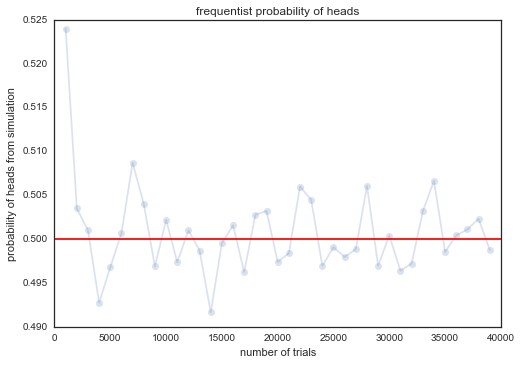 frequentist probability of heads
probability of heads from simulation
0.525
0.520
0.515
0.510
0.505
0.500
0.495
0.490
0 5000 10000 15000 20000 25000 30000 35000 40000
number of trials